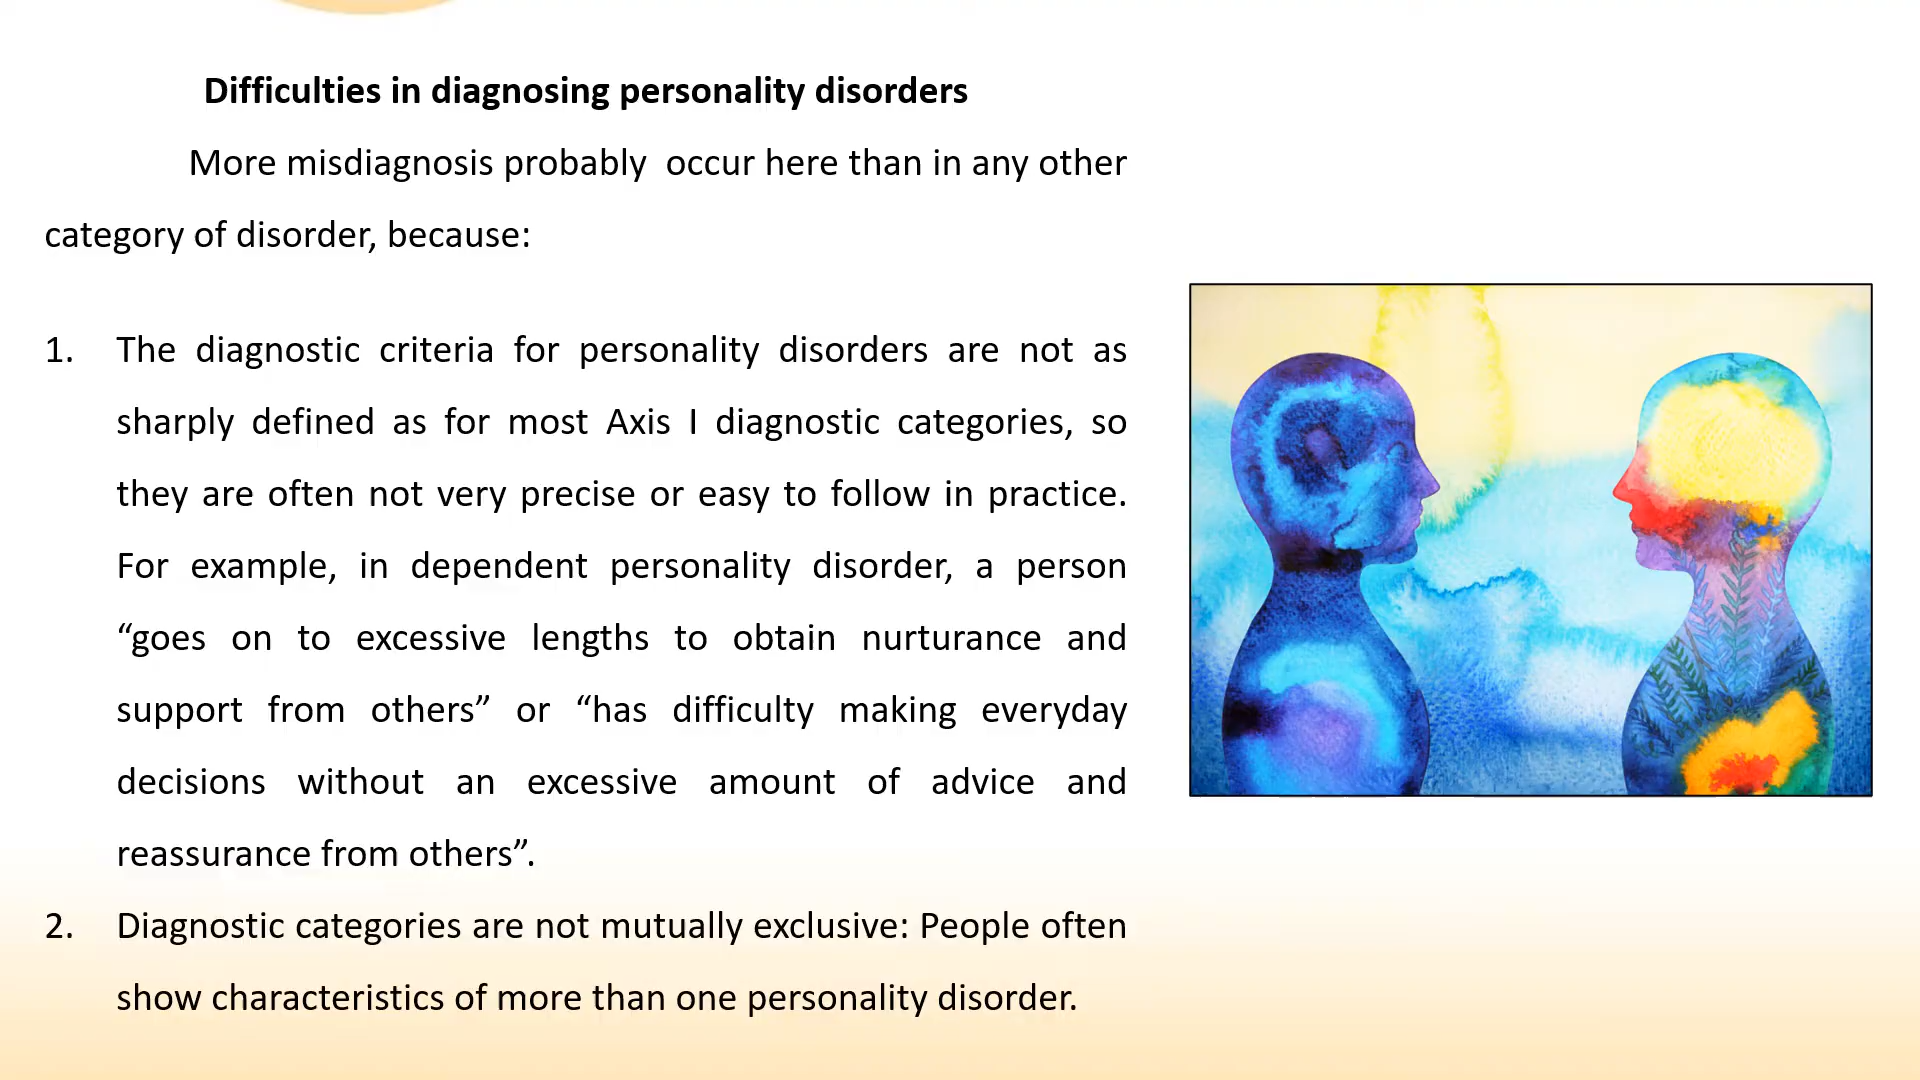 Difficulties in diagnosing personality disorders
More misdiagnosis probably  occur here than in any other
category of disorder, because:
1. The diagnostic criteria for personality disorders are not as
sharply defined as for most Axis I diagnostic categories, so
they are often not very precise or easy to follow in practice.
For example, in dependent personality disorder, a person
“goes on to excessive lengths to obtain nurturance and
support from others” or “has difficulty making everyday
decisions without an excessive amount of advice and
reassurance from others”.
2. Diagnostic categories are not mutually exclusive: People often
show characteristics of more than one personality disorder.